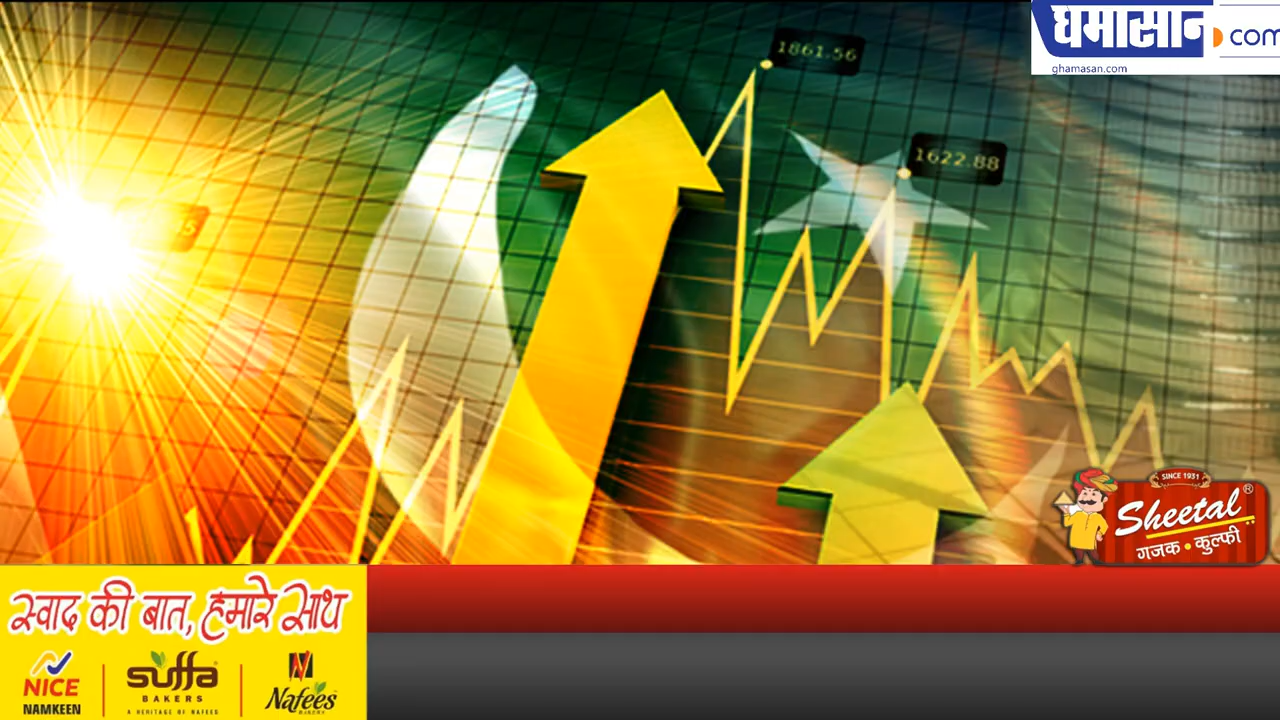 घमासान.com
ghamasan.com
1861.56
1622.88
SINCE 1931
Sheetal®
गजक • कुल्फी
स्वाद की बात, हमारे साथ
NICE
NAMKEEN
suffa
BAKERS
A HERITAGE OF NAFEES
Nafees
BAKERY